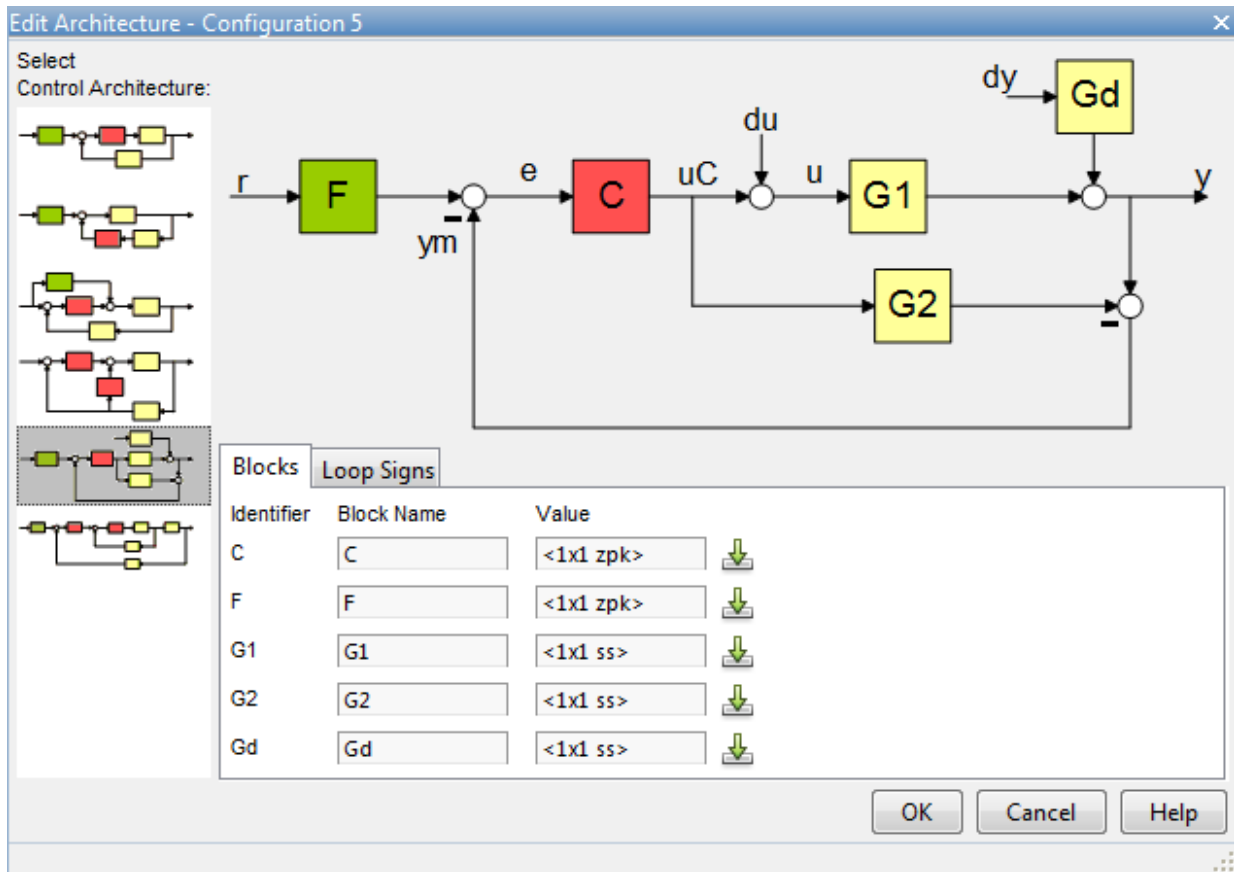 Edit Architecture - Configuration 5
Select
Control Architecture:
dy
Gd
du
r
F
e
C
uC
u
G1
y
ym
G2
Blocks
Loop Signs
Identifier Block Name Value
C C <1x1 zpk>
F F <1x1 zpk>
G1 G1 <1x1 ss>
G2 G2 <1x1 ss>
Gd Gd <1x1 ss>
OK Cancel Help